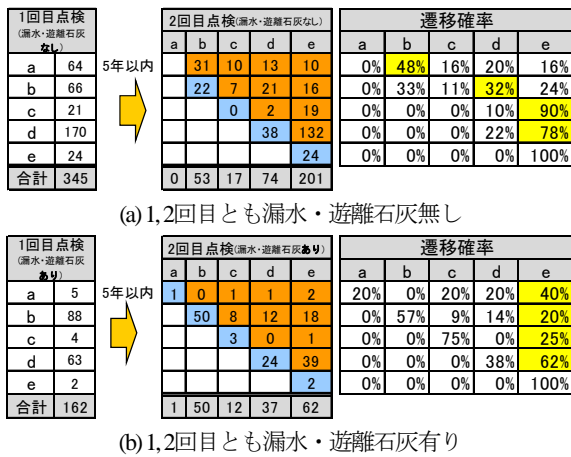 1回目点検 2回目点検(漏水・遊離石灰なし) 遷移確率
(漏水・遊離石灰なし) a b c d e a b c d e
a 64 5年以内 31 10 13 10 0% 48% 16% 20% 16%
b 66 22 7 21 16 0% 33% 11% 32% 24%
c 21 0 2 19 0% 0% 0% 10% 90%
d 170 38 132 0% 0% 0% 22% 78%
e 24 24 0% 0% 0% 0% 100%
合計 345 0 53 17 74 201
(a) 1, 2回目とも漏水・遊離石灰無し
1回目点検 2回目点検(漏水・遊離石灰あり) 遷移確率
(漏水・遊離石灰あり) a b c d e a b c d e
a 5 5年以内 1 0 1 1 2 20% 0% 20% 20% 40%
b 88 50 8 12 18 0% 57% 9% 14% 20%
c 4 3 0 1 0% 0% 75% 0% 25%
d 63 24 39 0% 0% 0% 38% 62%
e 2 2 0% 0% 0% 0% 100%
合計 162 1 50 12 37 62
(b) 1, 2回目とも漏水・遊離石灰有り